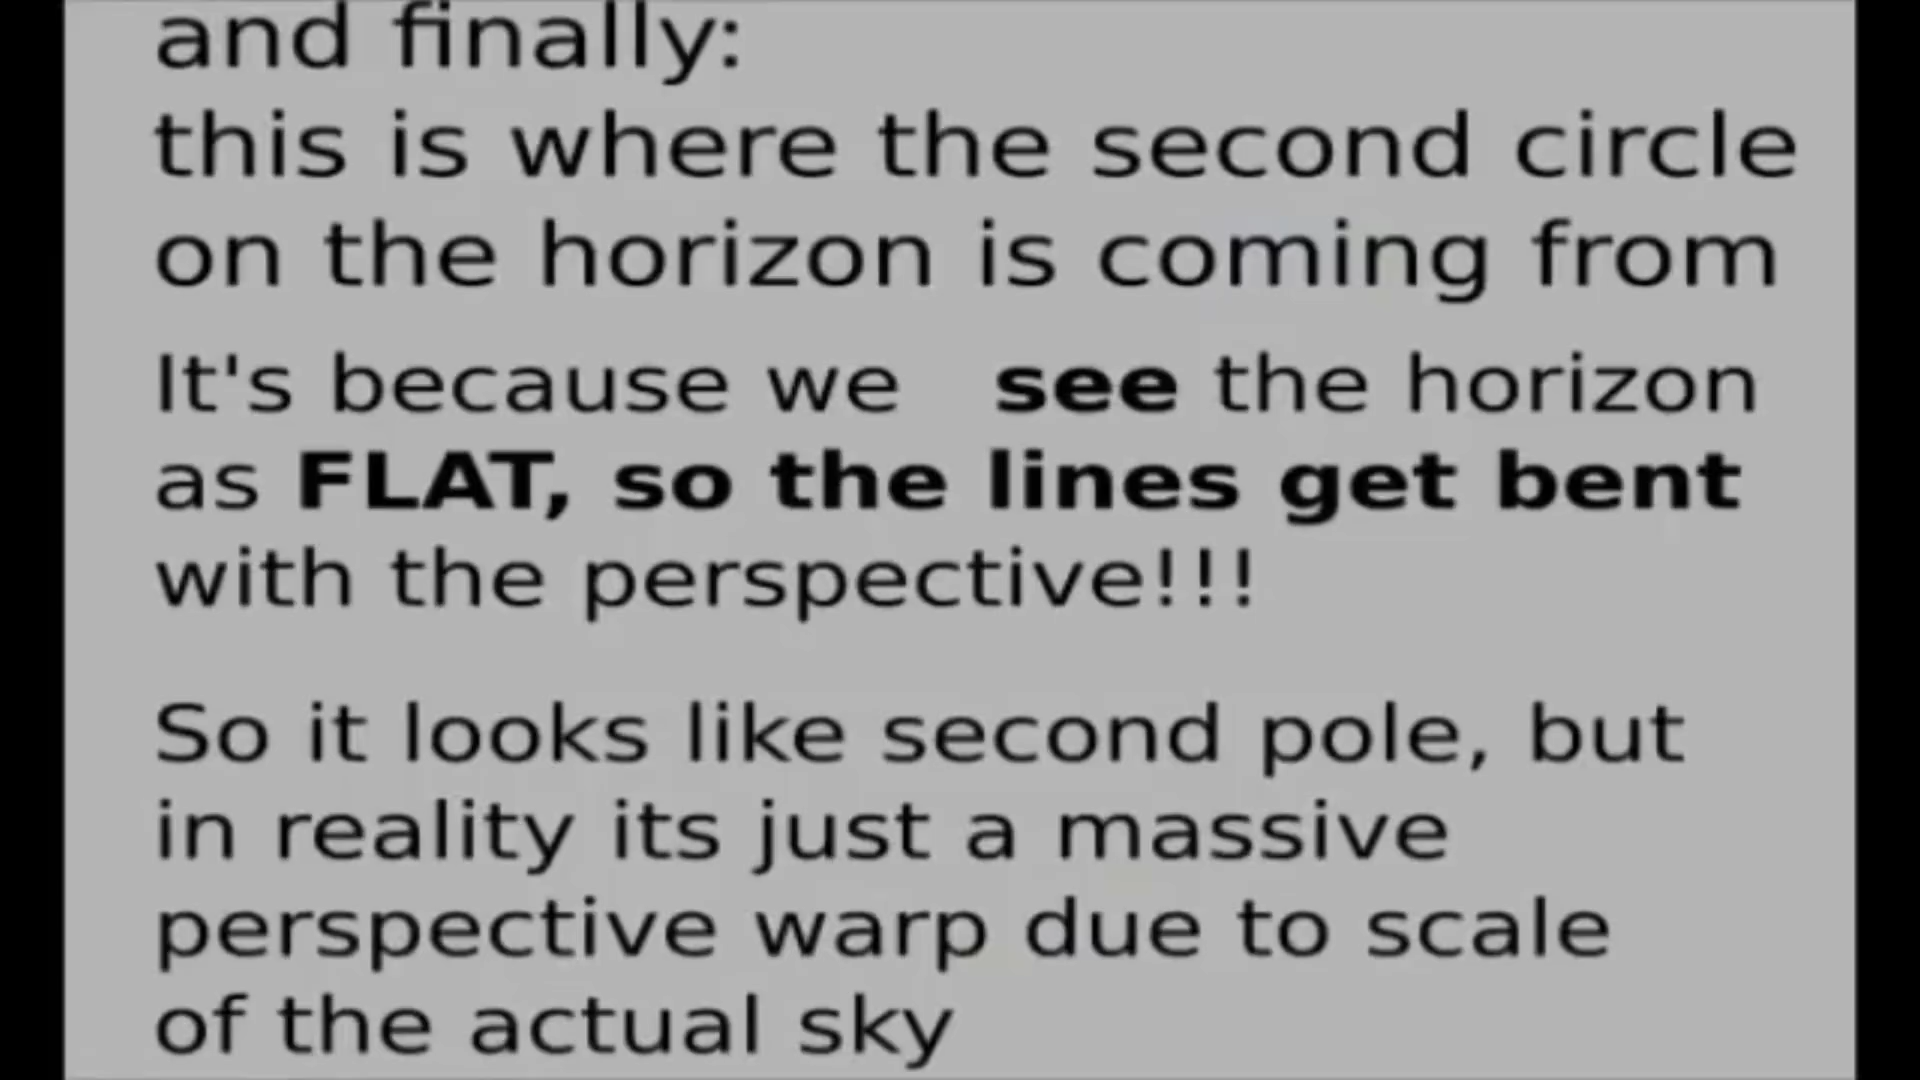 and finally:
this is where the second circle
on the horizon is coming from
It's because we see the horizon
as FLAT, so the lines get bent
with the perspective!!!
So it looks like second pole, but
in reality its just a massive
perspective warp due to scale
of the actual sky